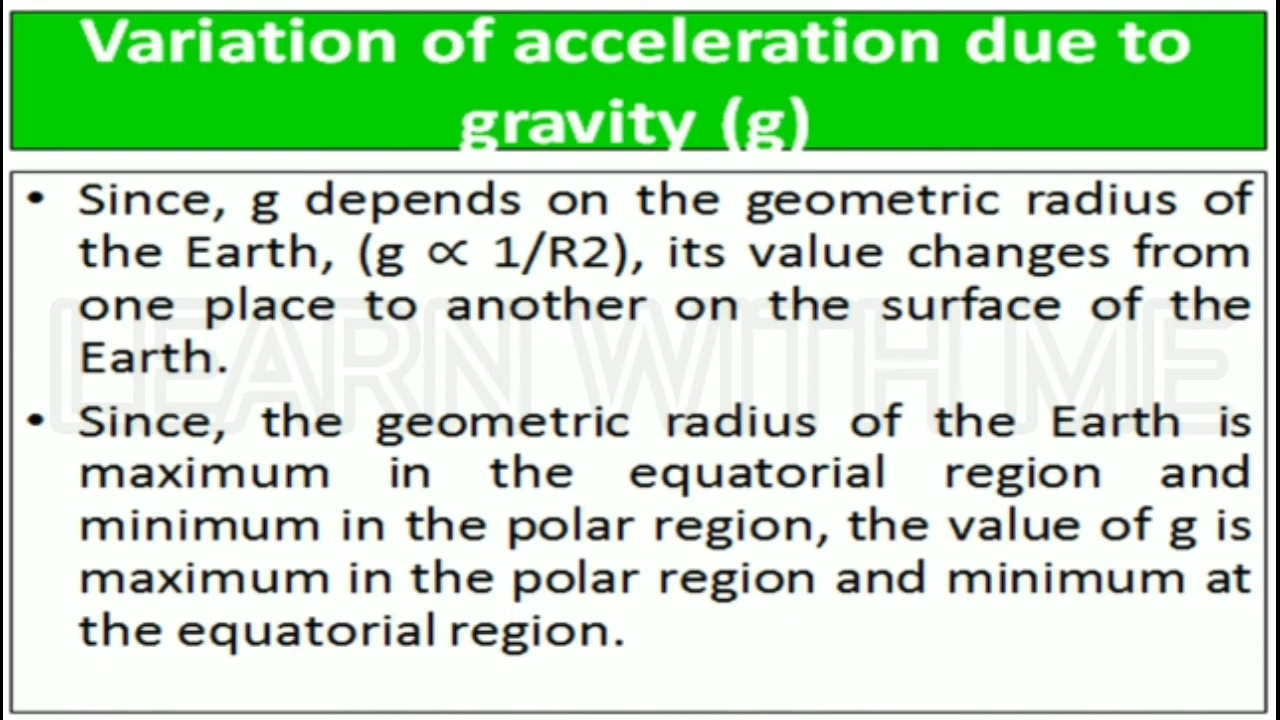 Variation of acceleration due to
gravity (g)
• Since, g depends on the geometric radius of
the Earth, (g ∝ 1/R2), its value changes from
one place to another on the surface of the
Earth.
LEARN WITH ME
• Since, the geometric radius of the Earth is
maximum in the equatorial region and
minimum in the polar region, the value of g is
maximum in the polar region and minimum at
the equatorial region.